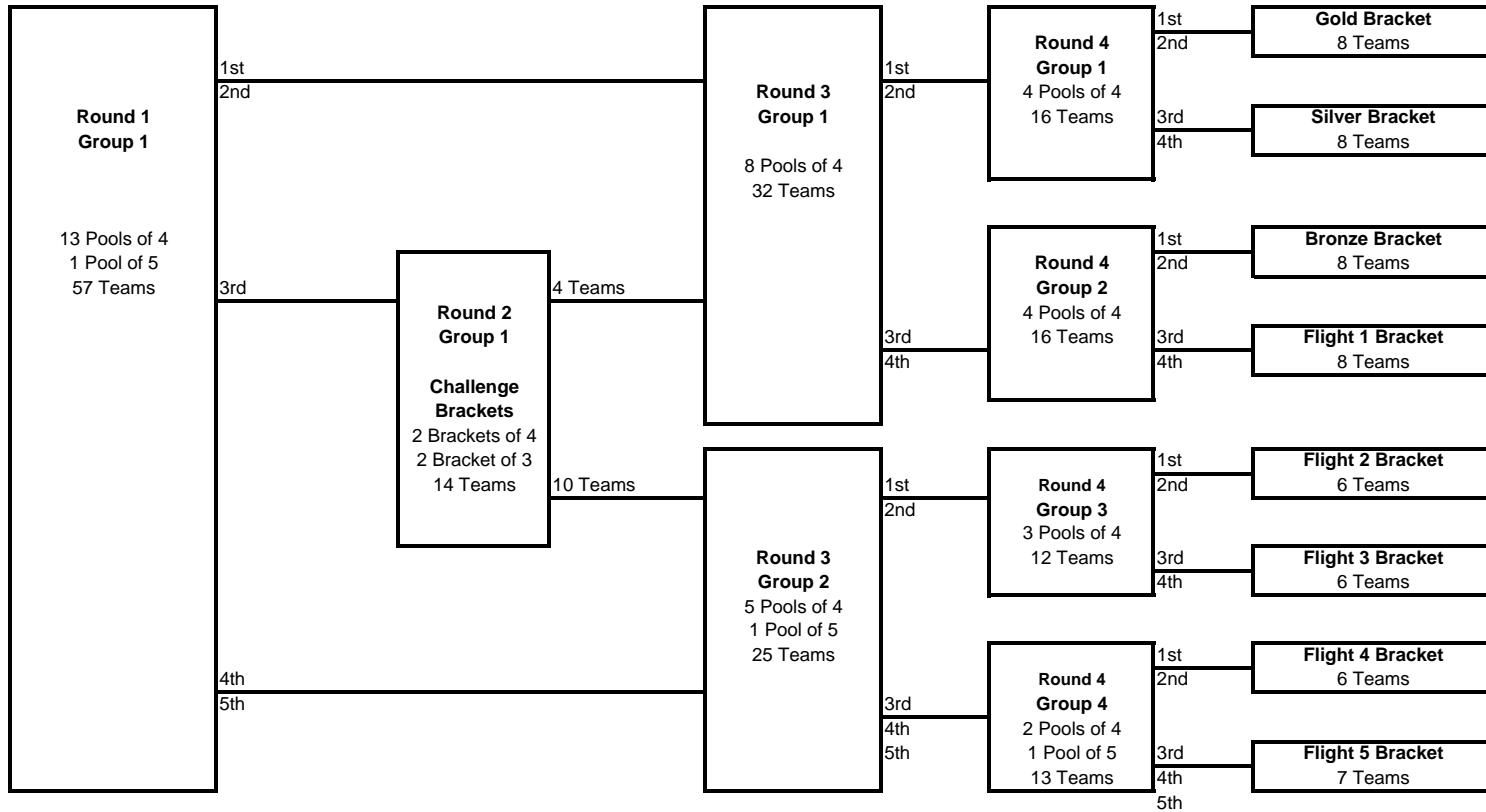 Round 1
Group 1
13 Pools of 4
1 Pool of 5
57 Teams
1st
2nd
3rd
4th
5th
Round 2
Group 1
Challenge
Brackets
2 Brackets of 4
2 Bracket of 3
14 Teams
4 Teams
10 Teams
Round 3
Group 1
8 Pools of 4
32 Teams
1st
2nd
3rd
4th
Round 3
Group 2
5 Pools of 4
1 Pool of 5
25 Teams
1st
2nd
3rd
4th
5th
Round 4
Group 1
4 Pools of 4
16 Teams
1st
2nd
3rd
4th
Round 4
Group 2
4 Pools of 4
16 Teams
1st
2nd
3rd
4th
Round 4
Group 3
3 Pools of 4
12 Teams
1st
2nd
3rd
4th
Round 4
Group 4
2 Pools of 4
1 Pool of 5
13 Teams
1st
2nd
3rd
4th
5th
Gold Bracket
8 Teams
Silver Bracket
8 Teams
Bronze Bracket
8 Teams
Flight 1 Bracket
8 Teams
Flight 2 Bracket
6 Teams
Flight 3 Bracket
6 Teams
Flight 4 Bracket
6 Teams
Flight 5 Bracket
7 Teams